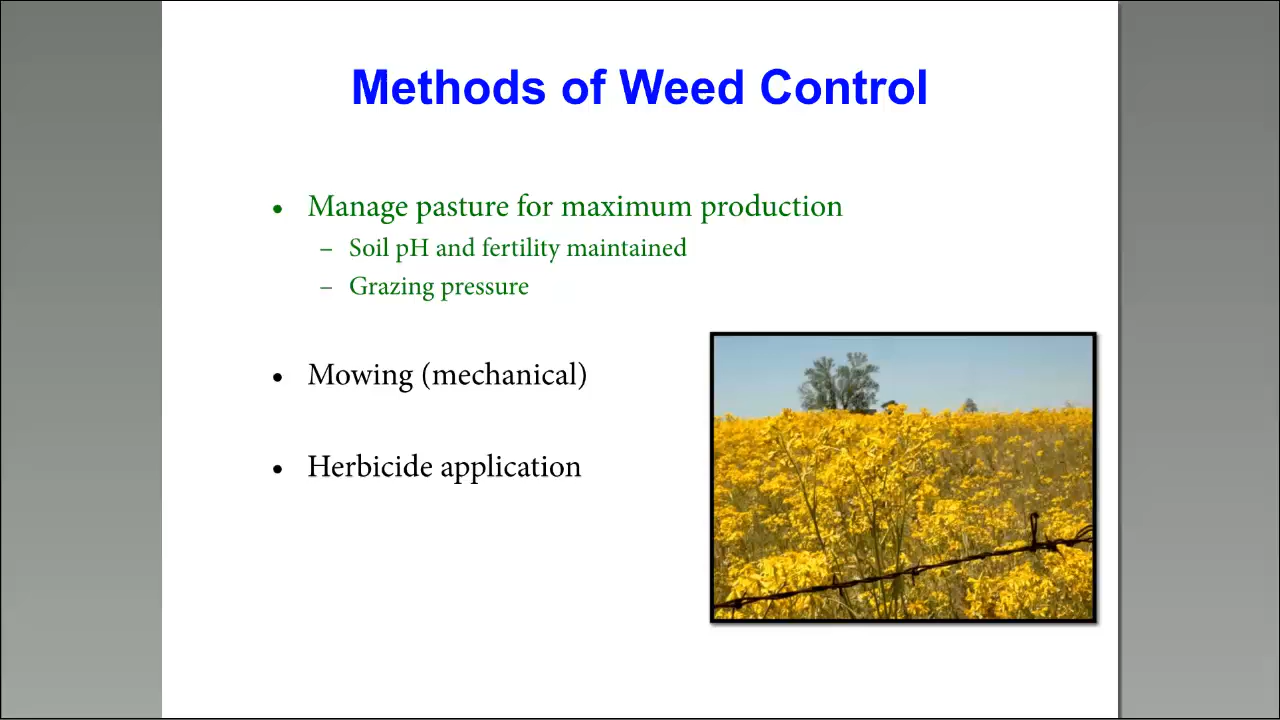 Methods of Weed Control
• Manage pasture for maximum production
– Soil pH and fertility maintained
– Grazing pressure
• Mowing (mechanical)
• Herbicide application